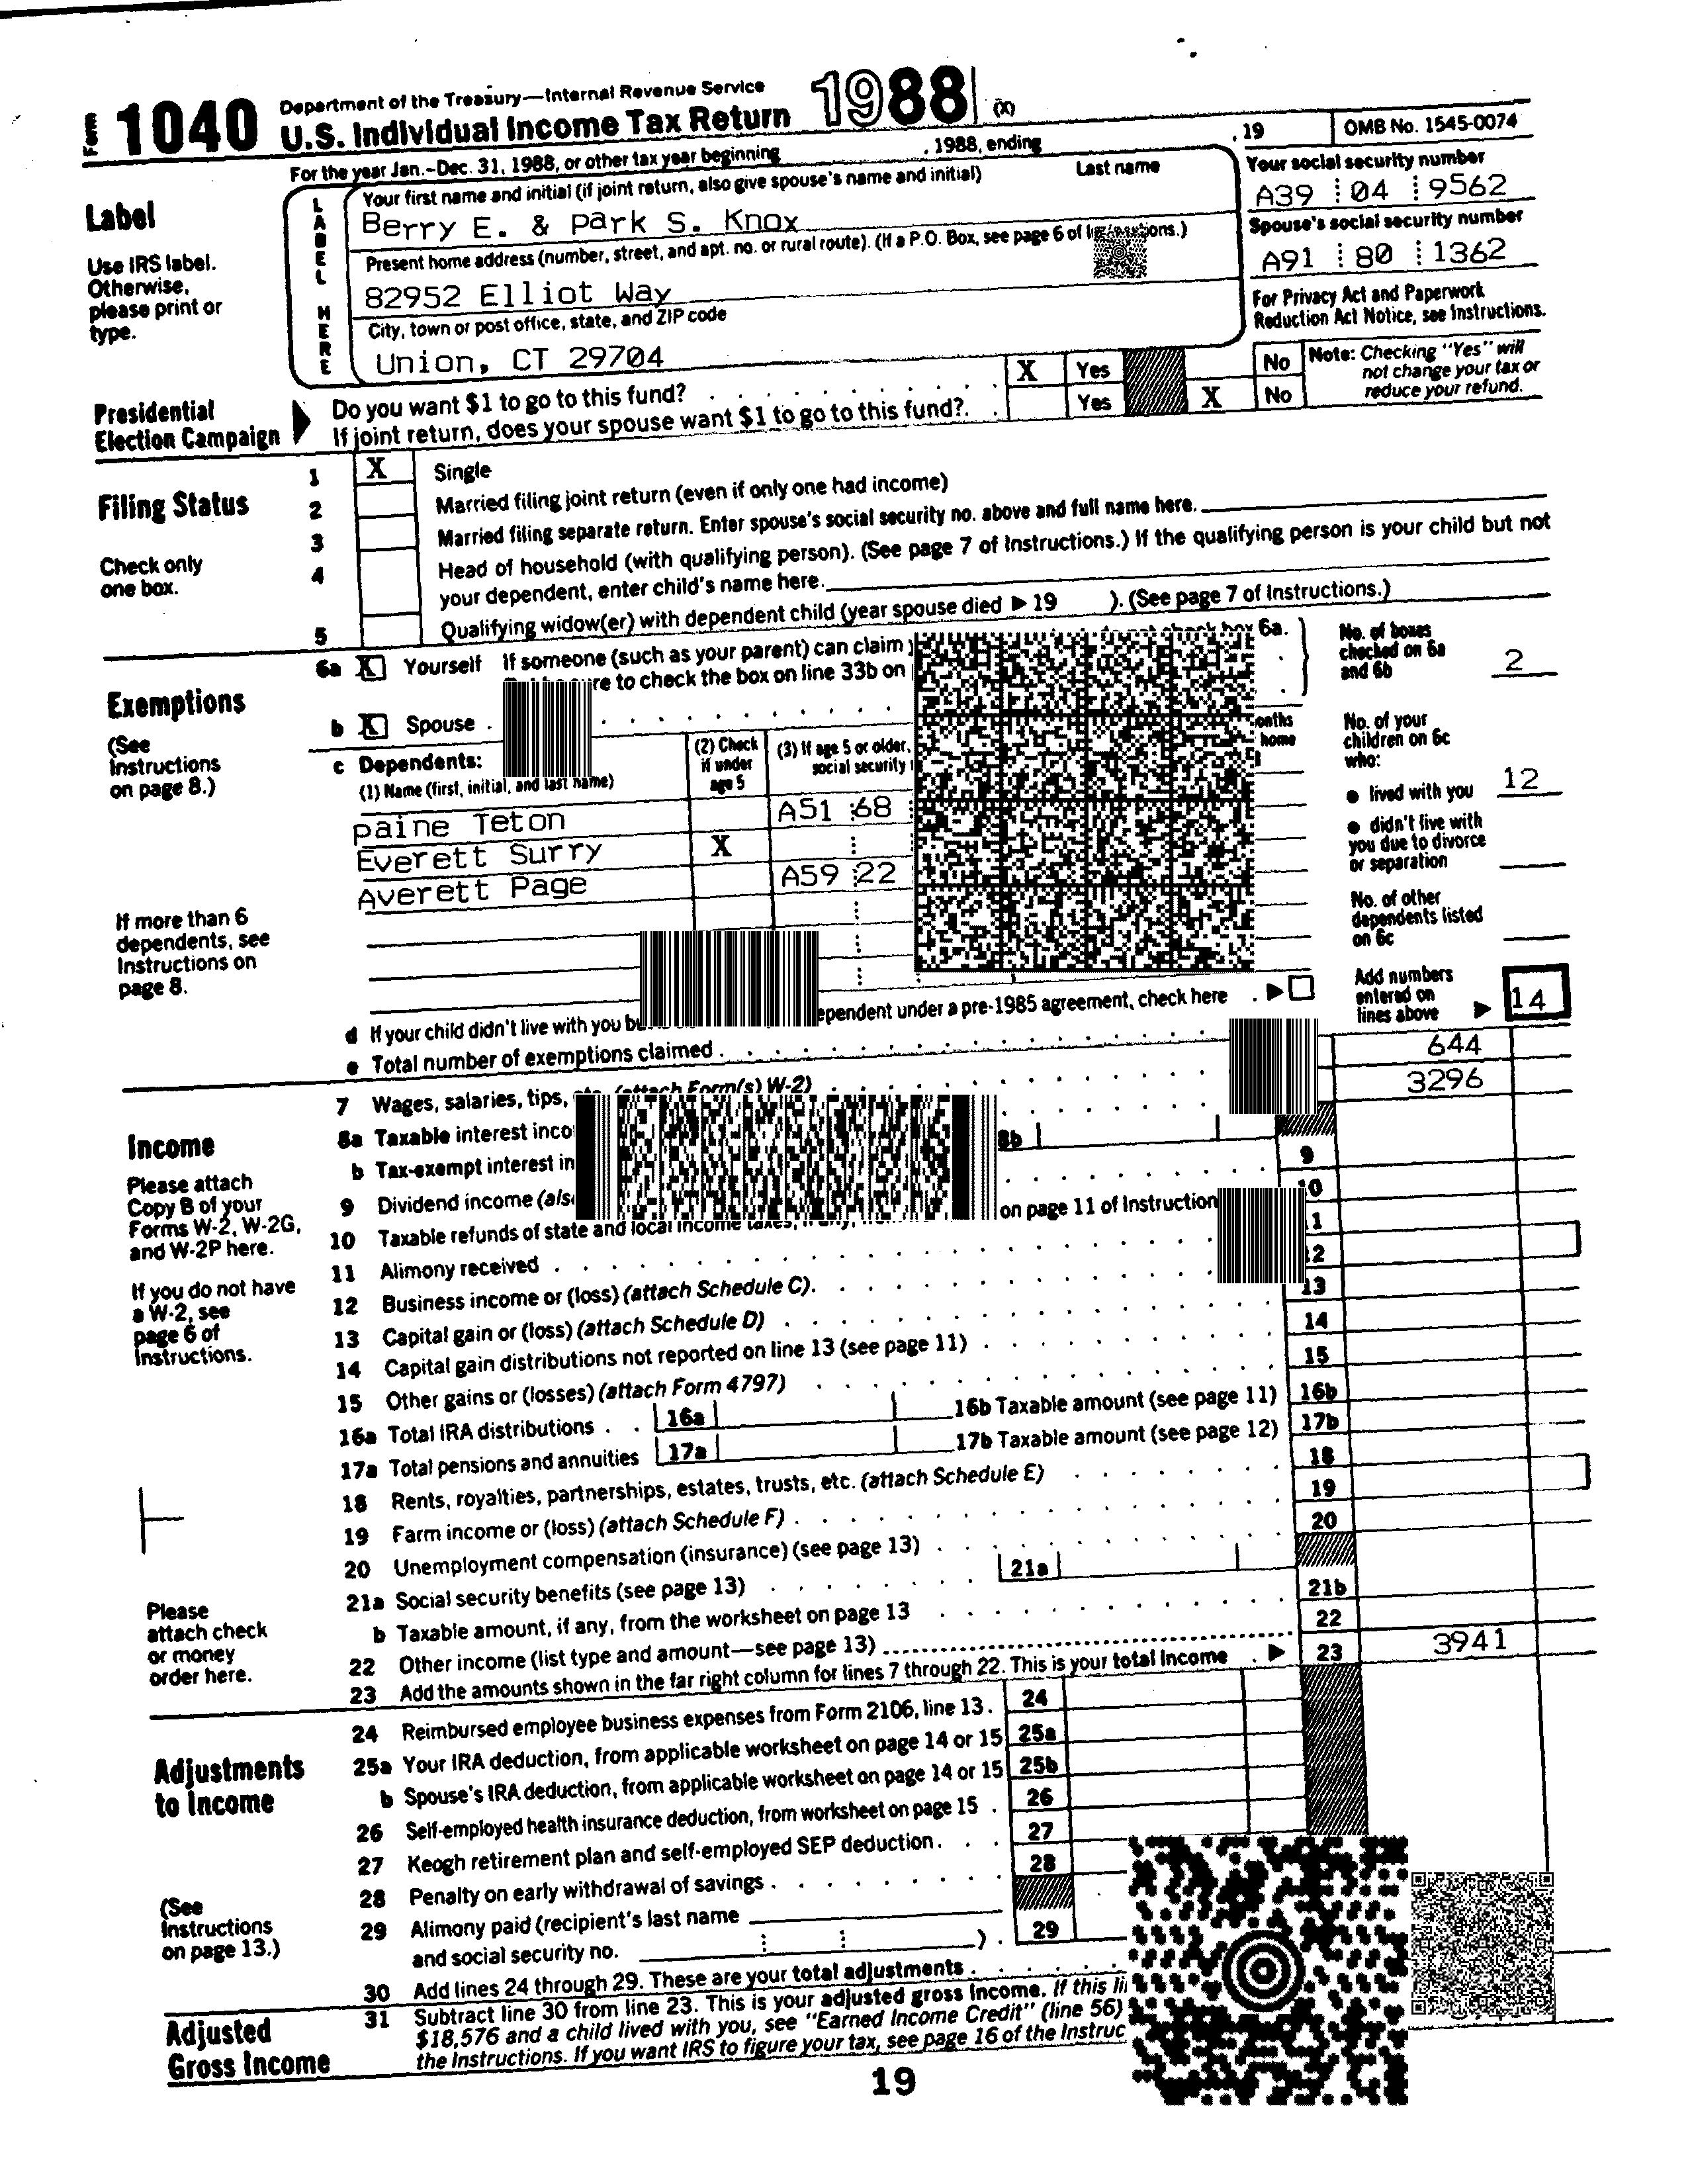 Form 1040 Department of the Treasury—Internal Revenue Service
U.S. Individual Income Tax Return 1988 (X)
For the year Jan.–Dec. 31, 1988, or other tax year beginning , 1988, ending , 19 OMB No. 1545-0074
Label
Use IRS label. Otherwise, please print or type.
LABEL HERE
Your first name and initial (if joint return, also give spouse's name and initial) Last name
Berry E. & Park S. Knox
Your social security number
A39 04 9562
Present home address (number, street, and apt. no. or rural route). (If a P.O. Box, see page 6 of
82952 Elliot Way
Spouse's social security number
A91 80 1362
City, town or post office, state, and ZIP code
Union, CT 29704
For Privacy Act and Paperwork Reduction Act Notice, see Instructions.
Presidential Election Campaign
Do you want $1 to go to this fund? X Yes No
If joint return, does your spouse want $1 to go to this fund? Yes X No
Note: Checking "Yes" will not change your tax or reduce your refund.
Filing Status
Check only one box.
1 X Single
2 Married filing joint return (even if only one had income)
3 Married filing separate return. Enter spouse's social security no. above and full name here.
4 Head of household (with qualifying person). (See page 7 of Instructions.) If the qualifying person is your child but not
your dependent, enter child's name here.
5 Qualifying widow(er) with dependent child (year spouse died ▶ 19 ). (See page 7 of Instructions.)
Exemptions
(See Instructions on page 8.)
6a X Yourself If someone (such as your parent) can claim box 6a.
re to check the box on line 33b on
b X Spouse
No. of boxes checked on 6a and 6b 2
c Dependents:
(1) Name (first, initial, and last name)
(2) Check if under age 5
(3) If age 5 or older, social security
home
Paine Teton A51 68
Everett Surry X
Averett Page A59 22
No. of your children on 6c who:
● lived with you 12
● didn't live with you due to divorce or separation
No. of other dependents listed on 6c
If more than 6 dependents, see Instructions on page 8.
d If your child didn't live with you under a pre-1985 agreement, check here ▶
e Total number of exemptions claimed
Add numbers entered on lines above ▶ 14
Income
Please attach Copy B of your Forms W-2, W-2G, and W-2P here.
If you do not have a W-2, see page 6 of Instructions.
Please attach check or money order here.
7 Wages, salaries, tips, etc. (attach Form(s) W-2) 644
8a Taxable interest 3296
b Tax-exempt interest 8b
9 Dividend income 9
10 Taxable refunds of state and local income taxes, on page 11 of
11 Alimony received
12 Business income or (loss) (attach Schedule C)
13 Capital gain or (loss) (attach Schedule D) 13
14 Capital gain distributions not reported on line 13 (see page 11) 14
15 Other gains or (losses) (attach Form 4797) 15
16a Total IRA distributions 16a 16b Taxable amount (see page 11) 16b
17a Total pensions and annuities 17a 17b Taxable amount (see page 12) 17b
18 Rents, royalties, partnerships, estates, trusts, etc. (attach Schedule E) 18
19 Farm income or (loss) (attach Schedule F) 19
20 Unemployment compensation (insurance) (see page 13) 20
21a Social security benefits (see page 13) 21a
b Taxable amount, if any, from the worksheet on page 13 21b
22 Other income (list type and amount—see page 13) 22
23 Add the amounts shown in the far right column for lines 7 through 22. This is your total income ▶ 23 3941
Adjustments to Income
(See Instructions on page 13.)
24 Reimbursed employee business expenses from Form 2106, line 13. 24
25a Your IRA deduction, from applicable worksheet on page 14 or 15 25a
b Spouse's IRA deduction, from applicable worksheet on page 14 or 15 25b
26 Self-employed health insurance deduction, from worksheet on page 15 26
27 Keogh retirement plan and self-employed SEP deduction 27
28 Penalty on early withdrawal of savings 28
29 Alimony paid (recipient's last name
and social security no. ) 29
30 Add lines 24 through 29. These are your total adjustments
Adjusted Gross Income
31 Subtract line 30 from line 23. This is your adjusted gross income. If this
$18,576 and a child lived with you, see "Earned Income Credit" (line 56)
the Instructions. If you want IRS to figure your tax, see page 16 of the
19